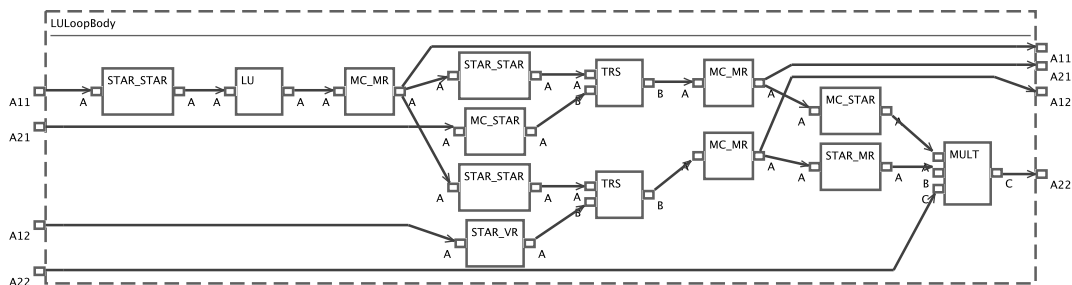 LULoopBody
A11
A21
A12
A22
STAR_STAR
A
A
LU
A
A
MC_MR
A
A
STAR_STAR
A
A
MC_STAR
A
A
STAR_STAR
A
A
STAR_VR
A
A
TRS
A
B
B
TRS
A
B
B
MC_MR
A
A
MC_MR
A
A
MC_STAR
A
A
STAR_MR
A
A
MULT
A
B
C
C
A11
A21
A12
A22